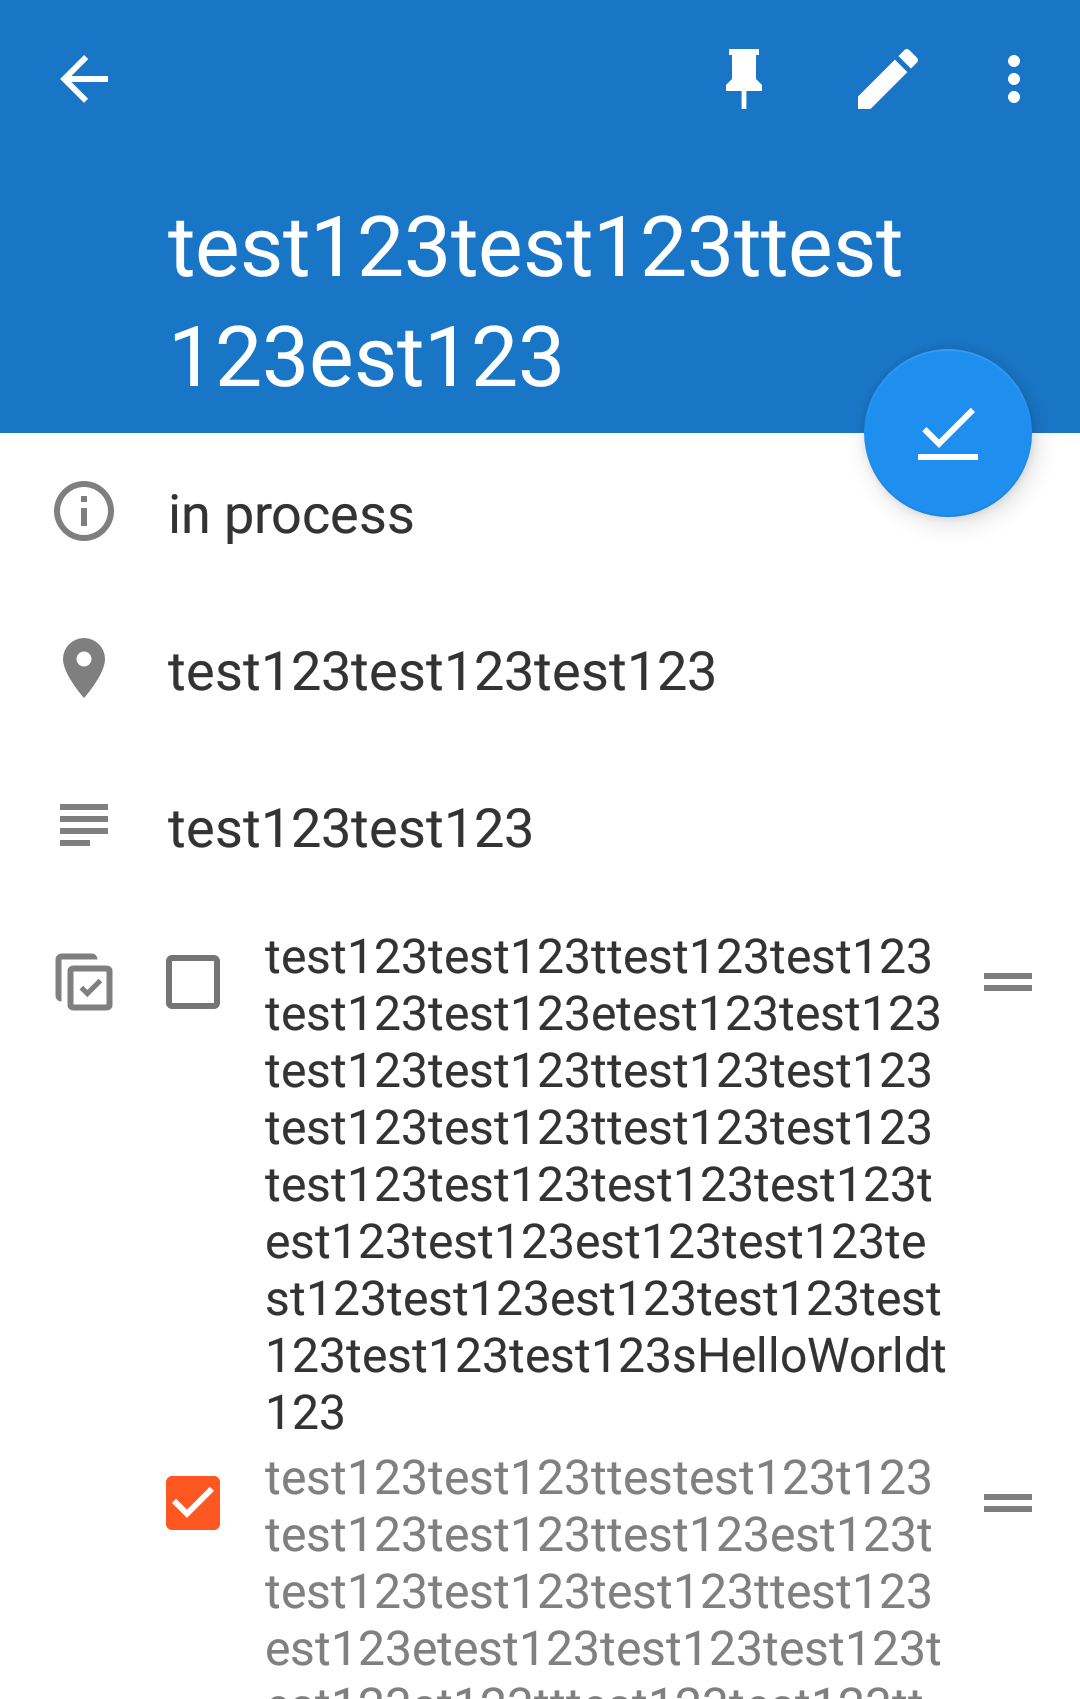 test123test123ttest
123est123
in process
test123test123test123
test123test123
test123test123ttest123test123
test123test123etest123test123
test123test123ttest123test123
test123test123ttest123test123
test123test123test123test123t
est123test123est123test123te
st123test123est123test123test
123test123test123sHelloWorldt
123
test123test123ttestest123t123
test123test123ttest123est123t
test123test123test123ttest123
est123etest123test123test123t